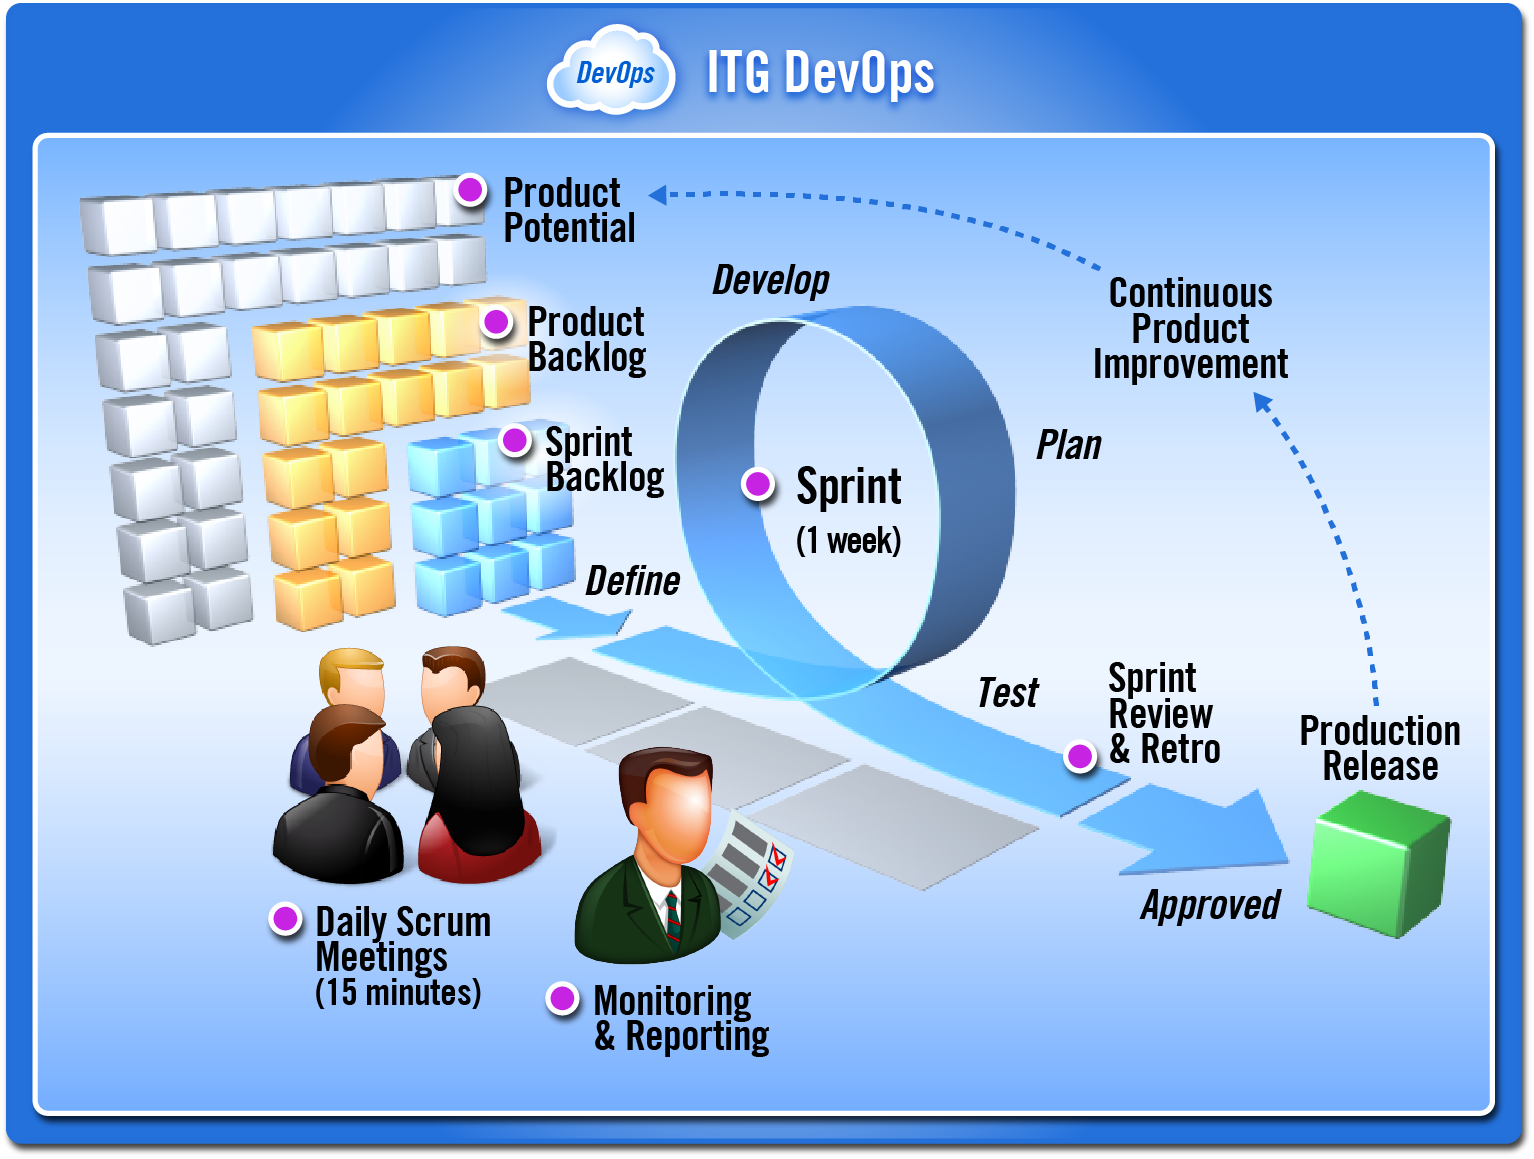 DevOps
ITG DevOps
Product
Potential
Product
Backlog
Sprint
Backlog
Develop
Continuous
Product
Improvement
Plan
Sprint
(1 week)
Define
Test
Sprint
Review
& Retro
Production
Release
Approved
Daily Scrum
Meetings
(15 minutes)
Monitoring
& Reporting